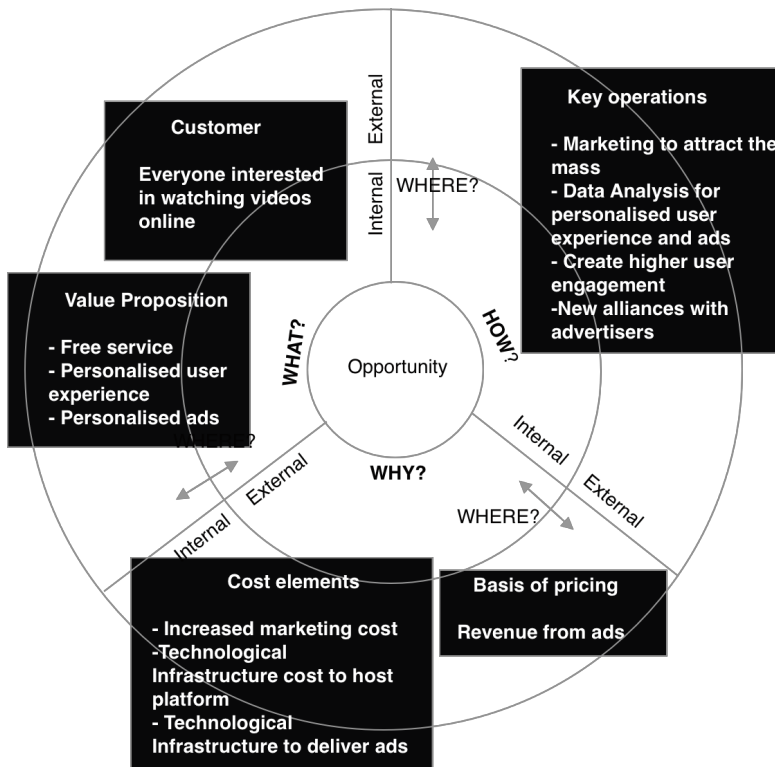 Customer
Everyone interested
in watching videos
online
Value Proposition
- Free service
- Personalised user
experience
- Personalised ads
WHERE?
External
Internal
WHERE?
Key operations
- Marketing to attract the
mass
- Data Analysis for
personalised user
experience and ads
- Create higher user
engagement
-New alliances with
advertisers
WHAT?
Opportunity
HOW?
WHY?
External
Internal
Internal
External
WHERE?
Cost elements
- Increased marketing cost
-Technological
Infrastructure cost to host
platform
- Technological
Infrastructure to deliver ads
Basis of pricing
Revenue from ads